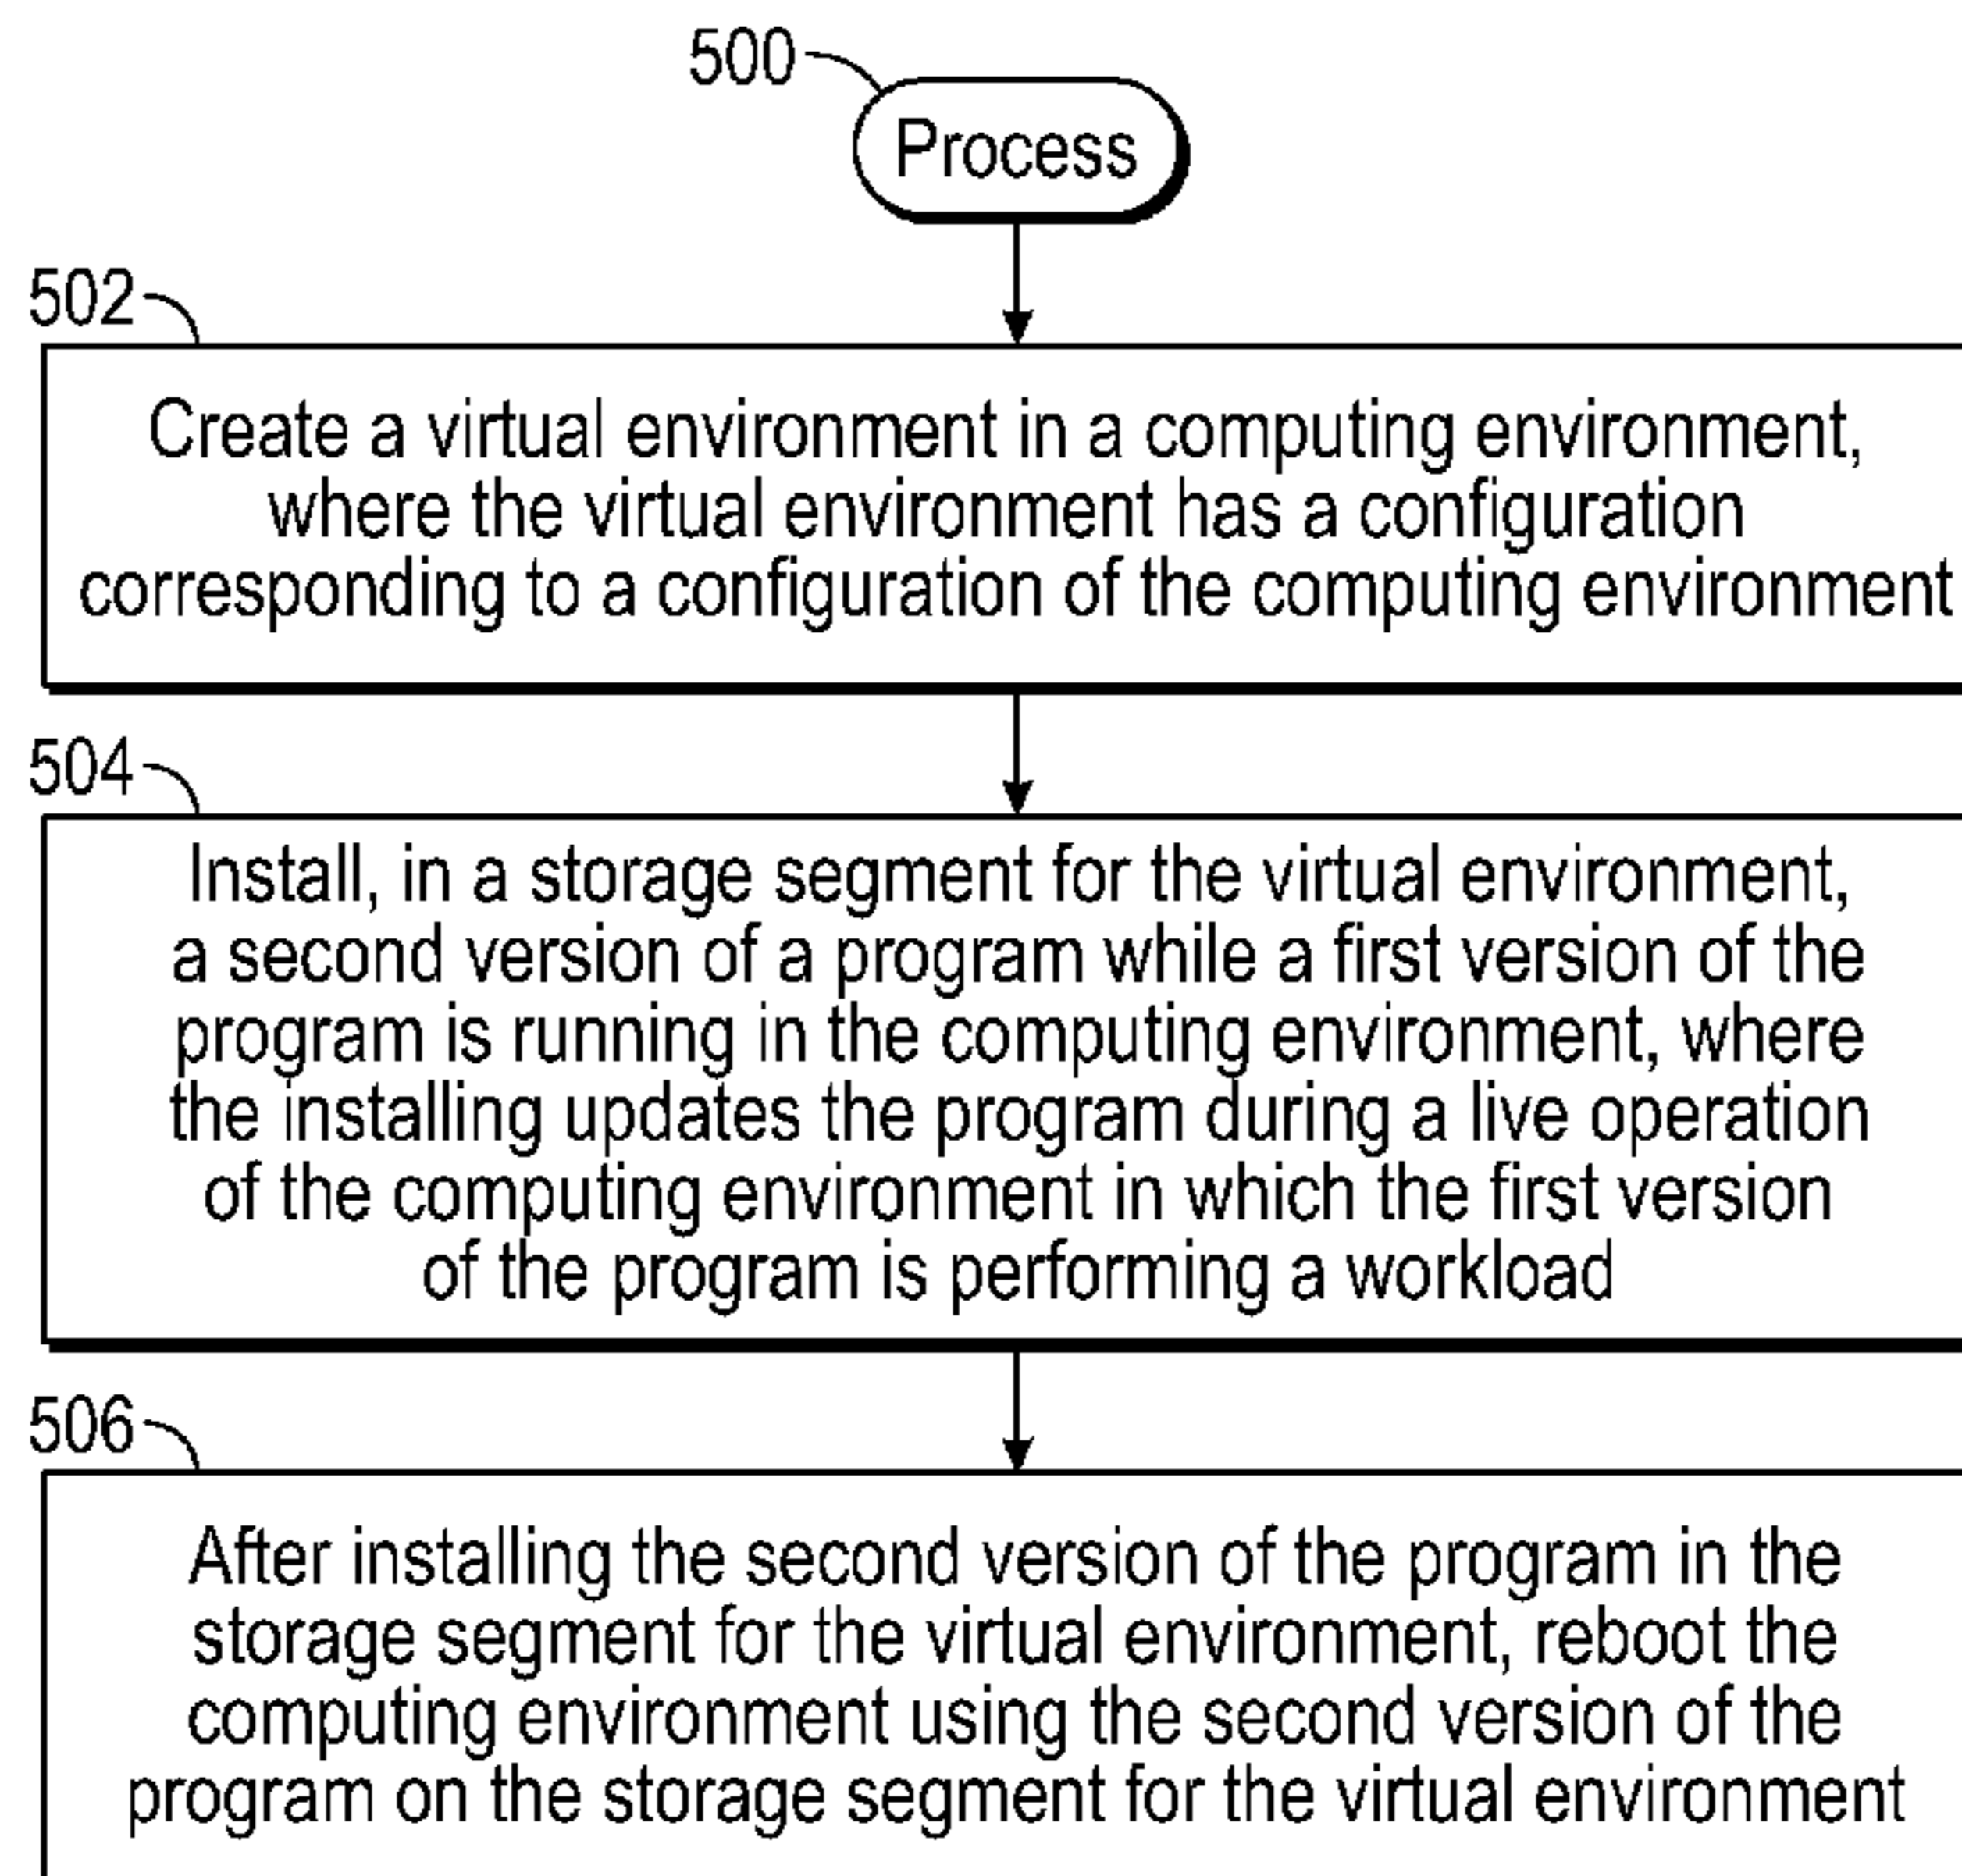 500
Process
502
Create a virtual environment in a computing environment,
where the virtual environment has a configuration
corresponding to a configuration of the computing environment
504
Install, in a storage segment for the virtual environment,
a second version of a program while a first version of the
program is running in the computing environment, where
the installing updates the program during a live operation
of the computing environment in which the first version
of the program is performing a workload
506
After installing the second version of the program in the
storage segment for the virtual environment, reboot the
computing environment using the second version of the
program on the storage segment for the virtual environment